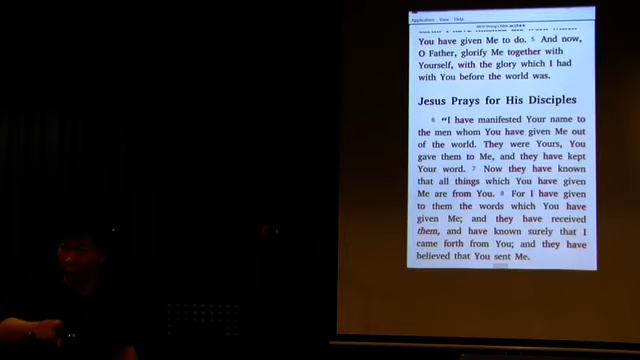 Application View Help
You have given Me to do. 5 And now,
O Father, glorify Me together with
Yourself, with the glory which I had
with You before the world was.
Jesus Prays for His Disciples
6 “I have manifested Your name to
the men whom You have given Me out
of the world. They were Yours, You
gave them to Me, and they have kept
Your word. 7 Now they have known
that all things which You have given
Me are from You. 8 For I have given
to them the words which You have
given Me; and they have received
them, and have known surely that I
came forth from You; and they have
believed that You sent Me.